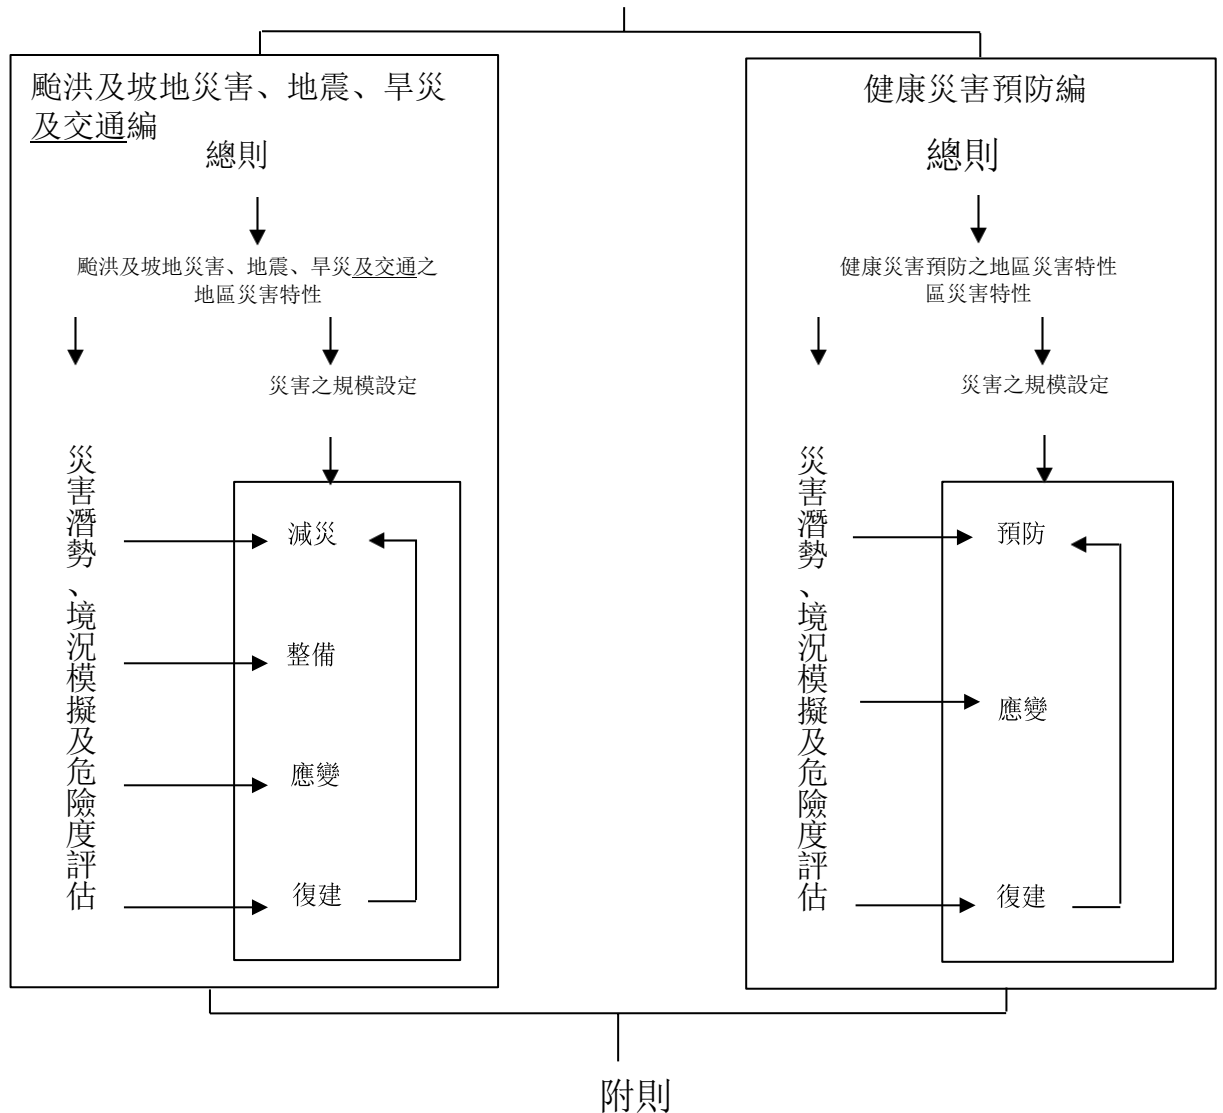 颱洪及坡地災害、地震、旱災
及交通編
總則
颱洪及坡地災害、地震、旱災及交通之
地區災害特性
災害之規模設定
災害潛勢、境況模擬及危險度評估
減災
整備
應變
復建
健康災害預防編
總則
健康災害預防之地區災害特性
區災害特性
災害之規模設定
災害潛勢、境況模擬及危險度評估
預防
應變
復建
附則